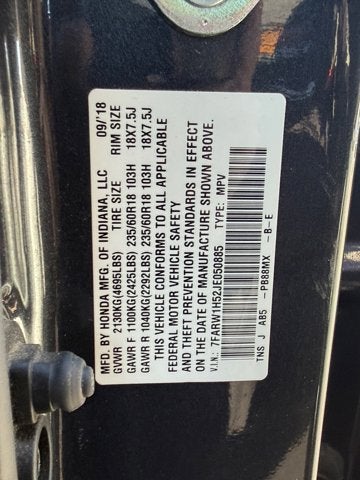 MFD. BY HONDA MFG. OF INDIANA, LLC 09/'18
GVWR 2130KG(4695LBS) TIRE SIZE RIM SIZE
GAWR F 1100KG(2425LBS) 235/60R18 103H 18X7.5J
GAWR R 1040KG(2292LBS) 235/60R18 103H 18X7.5J
THIS VEHICLE CONFORMS TO ALL APPLICABLE
FEDERAL MOTOR VEHICLE SAFETY
AND THEFT PREVENTION STANDARDS IN EFFECT
ON THE DATE OF MANUFACTURE SHOWN ABOVE.
V.I.N.: 7FARW1H52JE050885 TYPE: MPV
TNS J AB5 -PB88MX -B-E